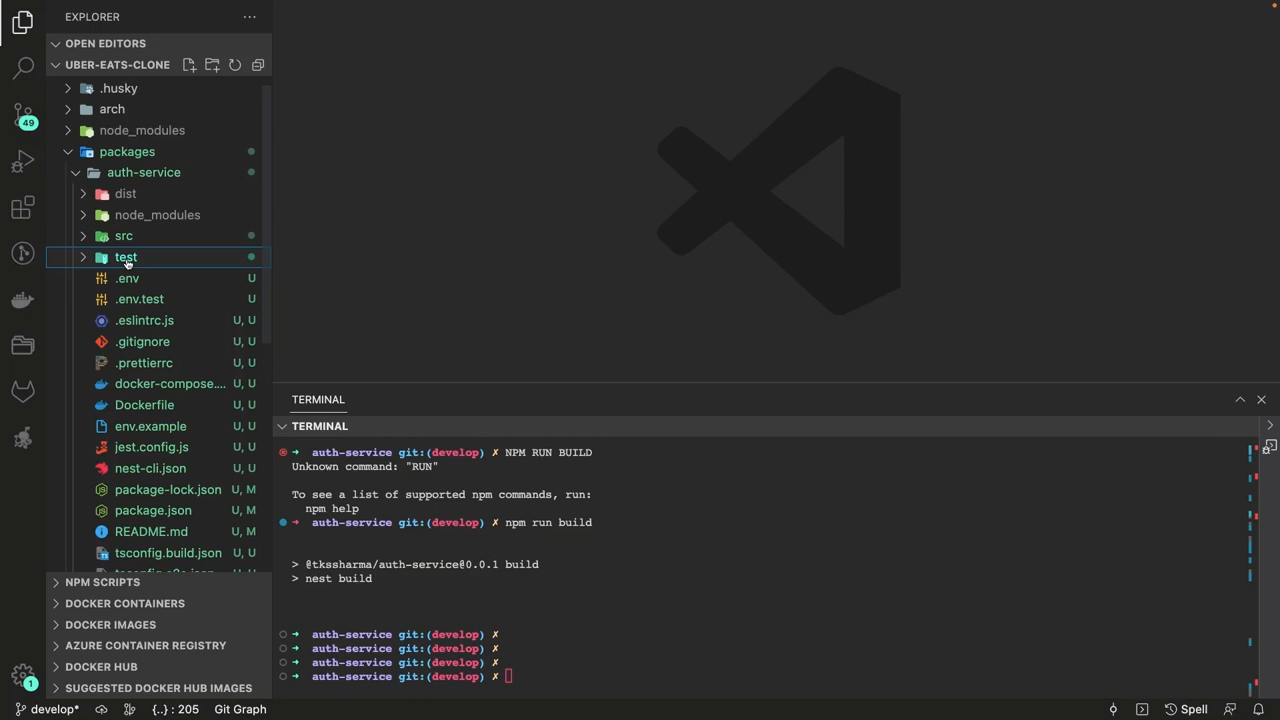 EXPLORER
OPEN EDITORS
UBER-EATS-CLONE
.husky
arch
node_modules
packages
auth-service
dist
node_modules
src
test
.env U
.env.test U
.eslintrc.js U, U
.gitignore U, U
.prettierrc U, U
docker-compose.... U, U
Dockerfile U, U
env.example U, U
jest.config.js U, U
nest-cli.json U, U
package-lock.json U, M
package.json U, M
README.md U, M
tsconfig.build.json U, U
NPM SCRIPTS
DOCKER CONTAINERS
DOCKER IMAGES
AZURE CONTAINER REGISTRY
DOCKER HUB
SUGGESTED DOCKER HUB IMAGES
49
1
TERMINAL
TERMINAL
➜ auth-service git:(develop) ✗ NPM RUN BUILD
Unknown command: "RUN"
To see a list of supported npm commands, run:
npm help
➜ auth-service git:(develop) ✗ npm run build
> @tkssharma/auth-service@0.0.1 build
> nest build
➜ auth-service git:(develop) ✗
➜ auth-service git:(develop) ✗
➜ auth-service git:(develop) ✗
➜ auth-service git:(develop) ✗
develop* {..} : 205 Git Graph Spell